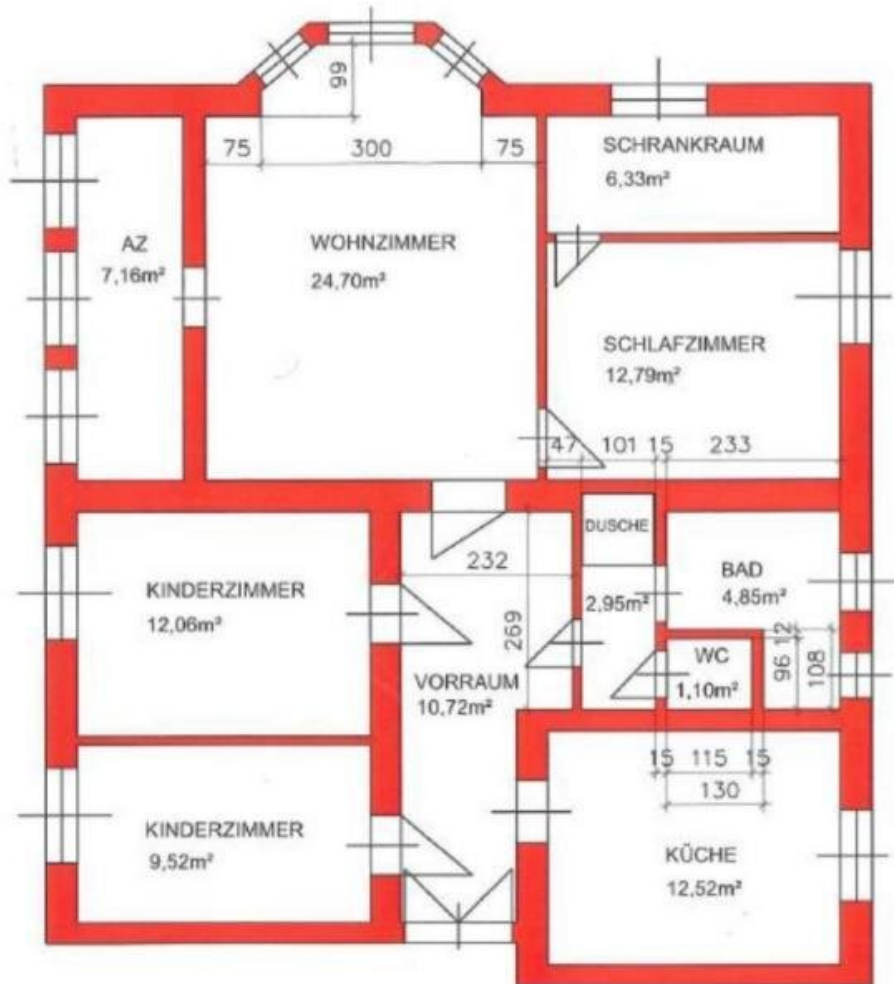 99
75
300
75
SCHRANKRAUM
6,33m²
AZ
7,16m²
WOHNZIMMER
24,70m²
SCHLAFZIMMER
12,79m²
47
101
15
233
DUSCHE
232
269
2,95m²
BAD
4,85m²
KINDERZIMMER
12,06m²
12
96
108
WC
1,10m²
VORRAUM
10,72m²
15
115
15
130
KINDERZIMMER
9,52m²
KÜCHE
12,52m²